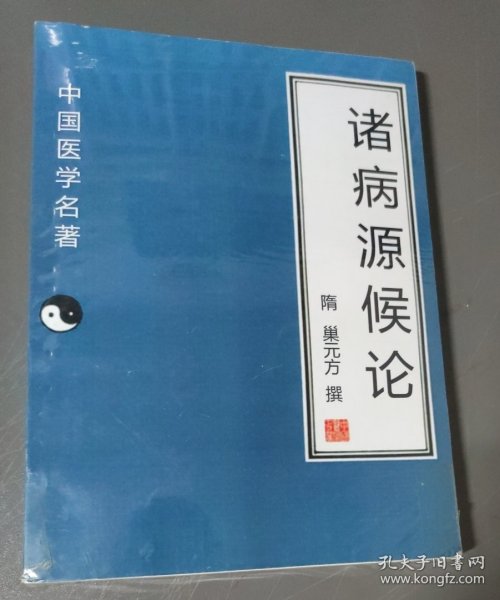 中国医学名著
诸病源候论
隋 巢元方 撰
孔夫子旧书网
www.kongfz.com